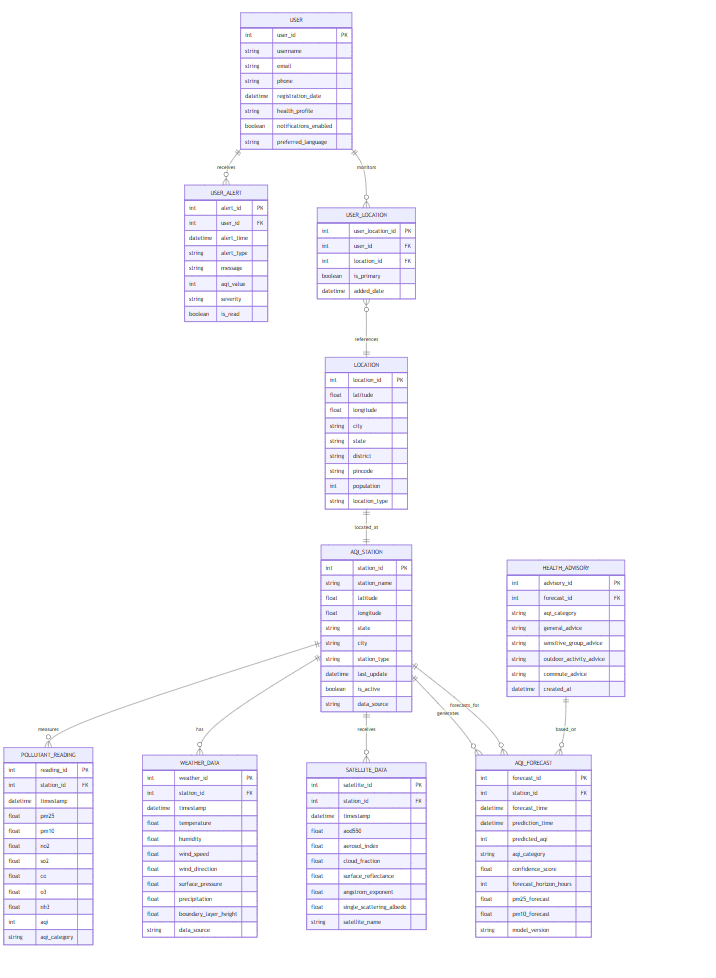 USER
int user_id PK
string username
string email
string phone
datetime registration_date
string health_profile
boolean notifications_enabled
string preferred_language
receives
monitors
USER_ALERT
int alert_id PK
int user_id FK
datetime alert_time
string alert_type
string message
int aqi_value
string severity
boolean is_read
USER_LOCATION
int user_location_id PK
int user_id FK
int location_id FK
boolean is_primary
datetime added_date
references
LOCATION
int location_id PK
float latitude
float longitude
string city
string state
string district
string pincode
int population
string location_type
located_at
AQI_STATION
int station_id PK
string station_name
float latitude
float longitude
string state
string city
string station_type
datetime last_update
boolean is_active
string data_source
HEALTH_ADVISORY
int advisory_id PK
int forecast_id FK
string aqi_category
string general_advice
string sensitive_group_advice
string outdoor_activity_advice
string commute_advice
datetime created_at
measures
has
receives
generates
forecasts_for
based_on
POLLUTANT_READING
int reading_id PK
int station_id FK
datetime timestamp
float pm25
float pm10
float no2
float so2
float co
float o3
float nh3
int aqi
string aqi_category
WEATHER_DATA
int weather_id PK
int station_id FK
datetime timestamp
float temperature
float humidity
float wind_speed
float wind_direction
float surface_pressure
float precipitation
float boundary_layer_height
string data_source
SATELLITE_DATA
int satellite_id PK
int station_id FK
datetime timestamp
float aod550
float aerosol_index
float cloud_fraction
float surface_reflectance
float angstrom_exponent
float single_scattering_albedo
string satellite_name
AQI_FORECAST
int forecast_id PK
int station_id FK
datetime forecast_time
datetime prediction_time
int predicted_aqi
string aqi_category
float confidence_score
int forecast_horizon_hours
float pm25_forecast
float pm10_forecast
string model_version